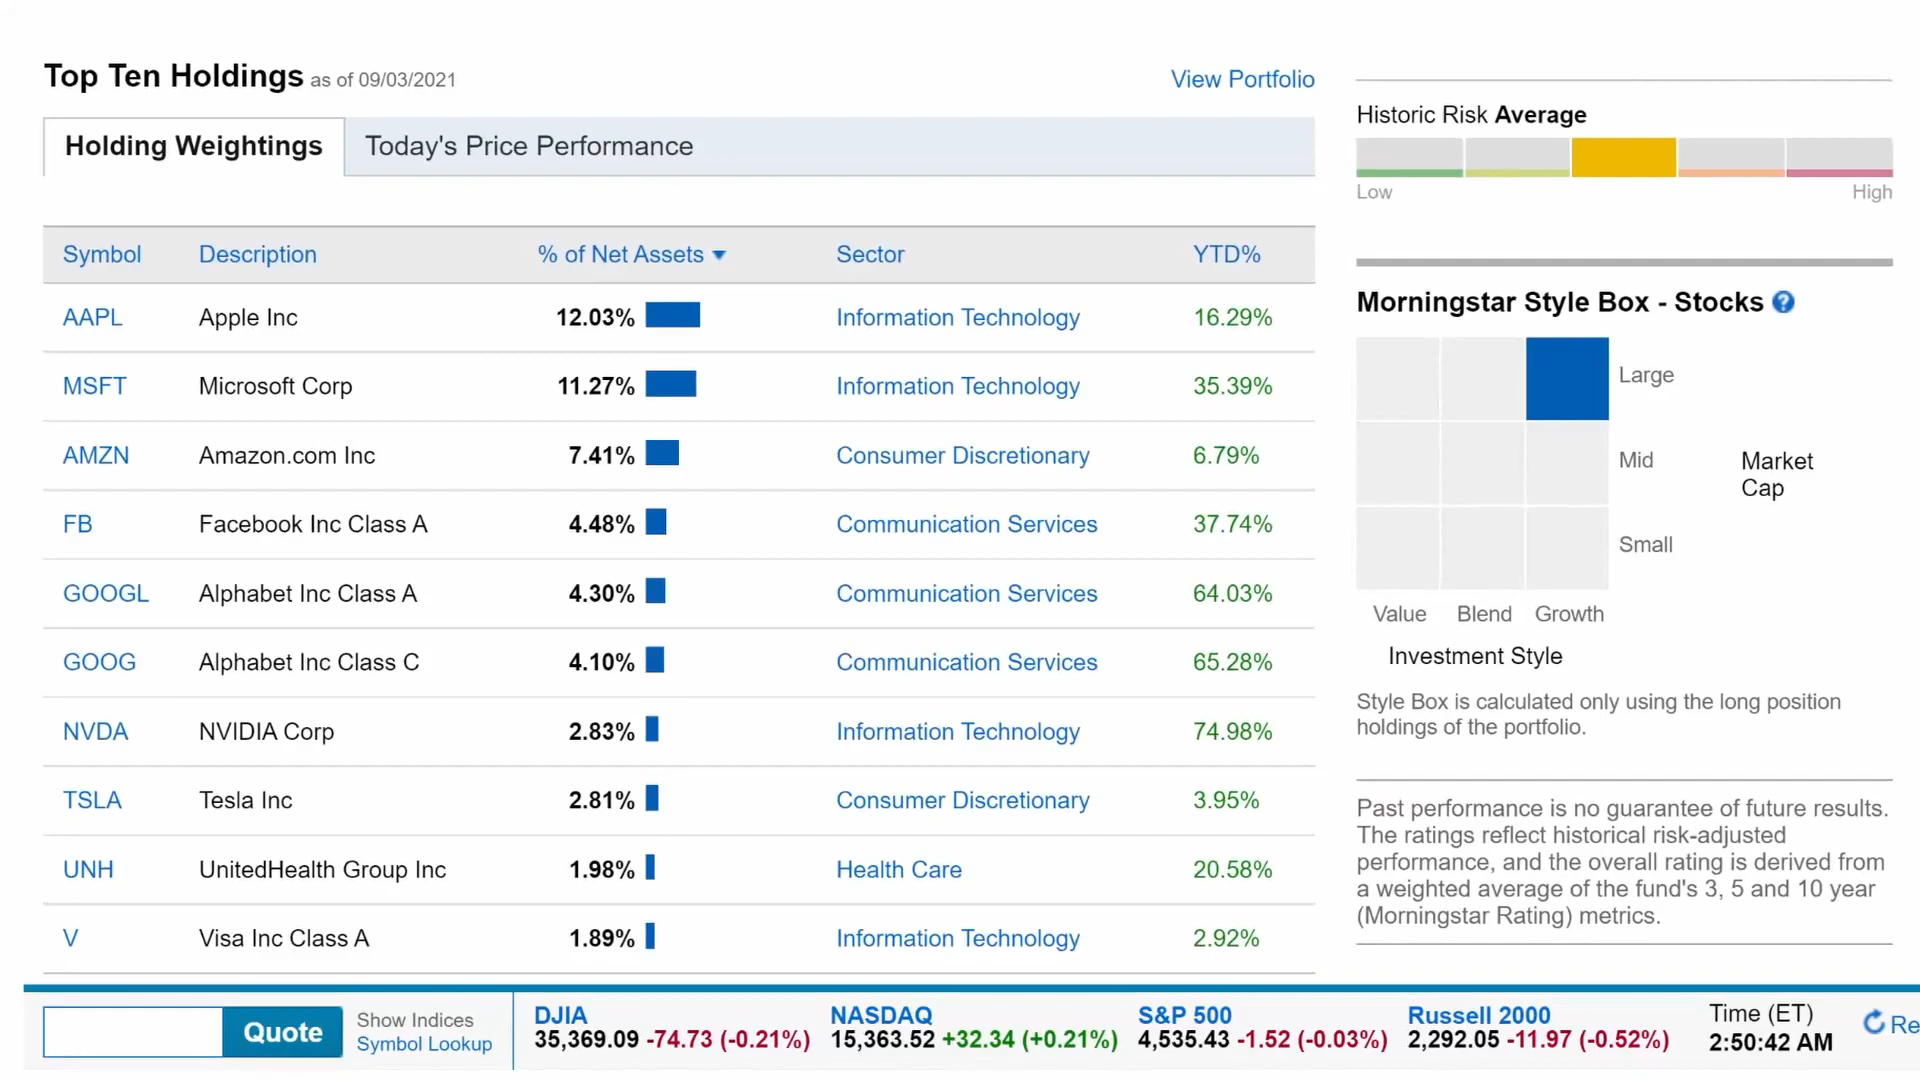 Top Ten Holdings as of 09/03/2021
View Portfolio
Holding Weightings
Today's Price Performance
Symbol Description % of Net Assets Sector YTD%
AAPL Apple Inc 12.03% Information Technology 16.29%
MSFT Microsoft Corp 11.27% Information Technology 35.39%
AMZN Amazon.com Inc 7.41% Consumer Discretionary 6.79%
FB Facebook Inc Class A 4.48% Communication Services 37.74%
GOOGL Alphabet Inc Class A 4.30% Communication Services 64.03%
GOOG Alphabet Inc Class C 4.10% Communication Services 65.28%
NVDA NVIDIA Corp 2.83% Information Technology 74.98%
TSLA Tesla Inc 2.81% Consumer Discretionary 3.95%
UNH UnitedHealth Group Inc 1.98% Health Care 20.58%
V Visa Inc Class A 1.89% Information Technology 2.92%
Historic Risk Average
Low High
Morningstar Style Box - Stocks ?
Large
Mid
Small
Market
Cap
Value Blend Growth
Investment Style
Style Box is calculated only using the long position
holdings of the portfolio.
Past performance is no guarantee of future results.
The ratings reflect historical risk-adjusted
performance, and the overall rating is derived from
a weighted average of the fund's 3, 5 and 10 year
(Morningstar Rating) metrics.
Quote
Show Indices
Symbol Lookup
DJIA
35,369.09 -74.73 (-0.21%)
NASDAQ
15,363.52 +32.34 (+0.21%)
S&P 500
4,535.43 -1.52 (-0.03%)
Russell 2000
2,292.05 -11.97 (-0.52%)
Time (ET)
2:50:42 AM
Re